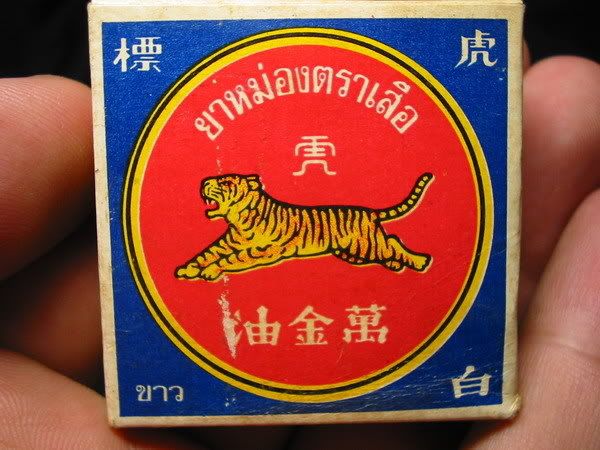 虎標
ยาหม่องตราเสือ
虎
萬金油
ขาว
白